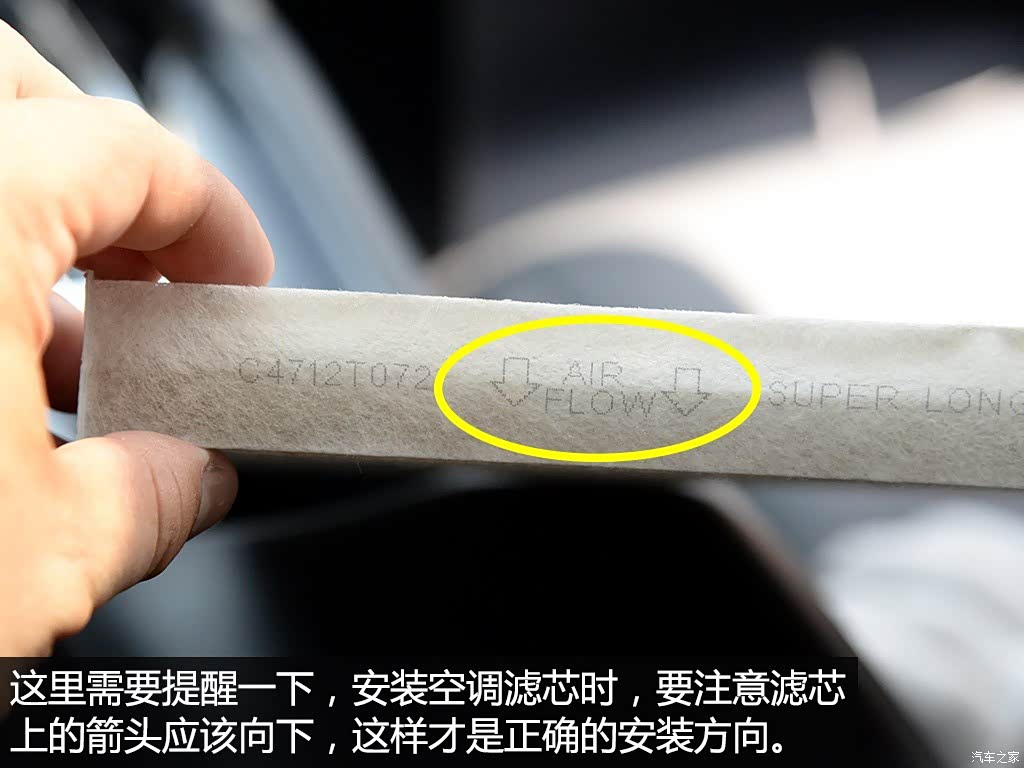 C4712T072
AIR
FLOW
SUPER LONG
这里需要提醒一下，安装空调滤芯时，要注意滤芯
上的箭头应该向下，这样才是正确的安装方向。
汽车之家